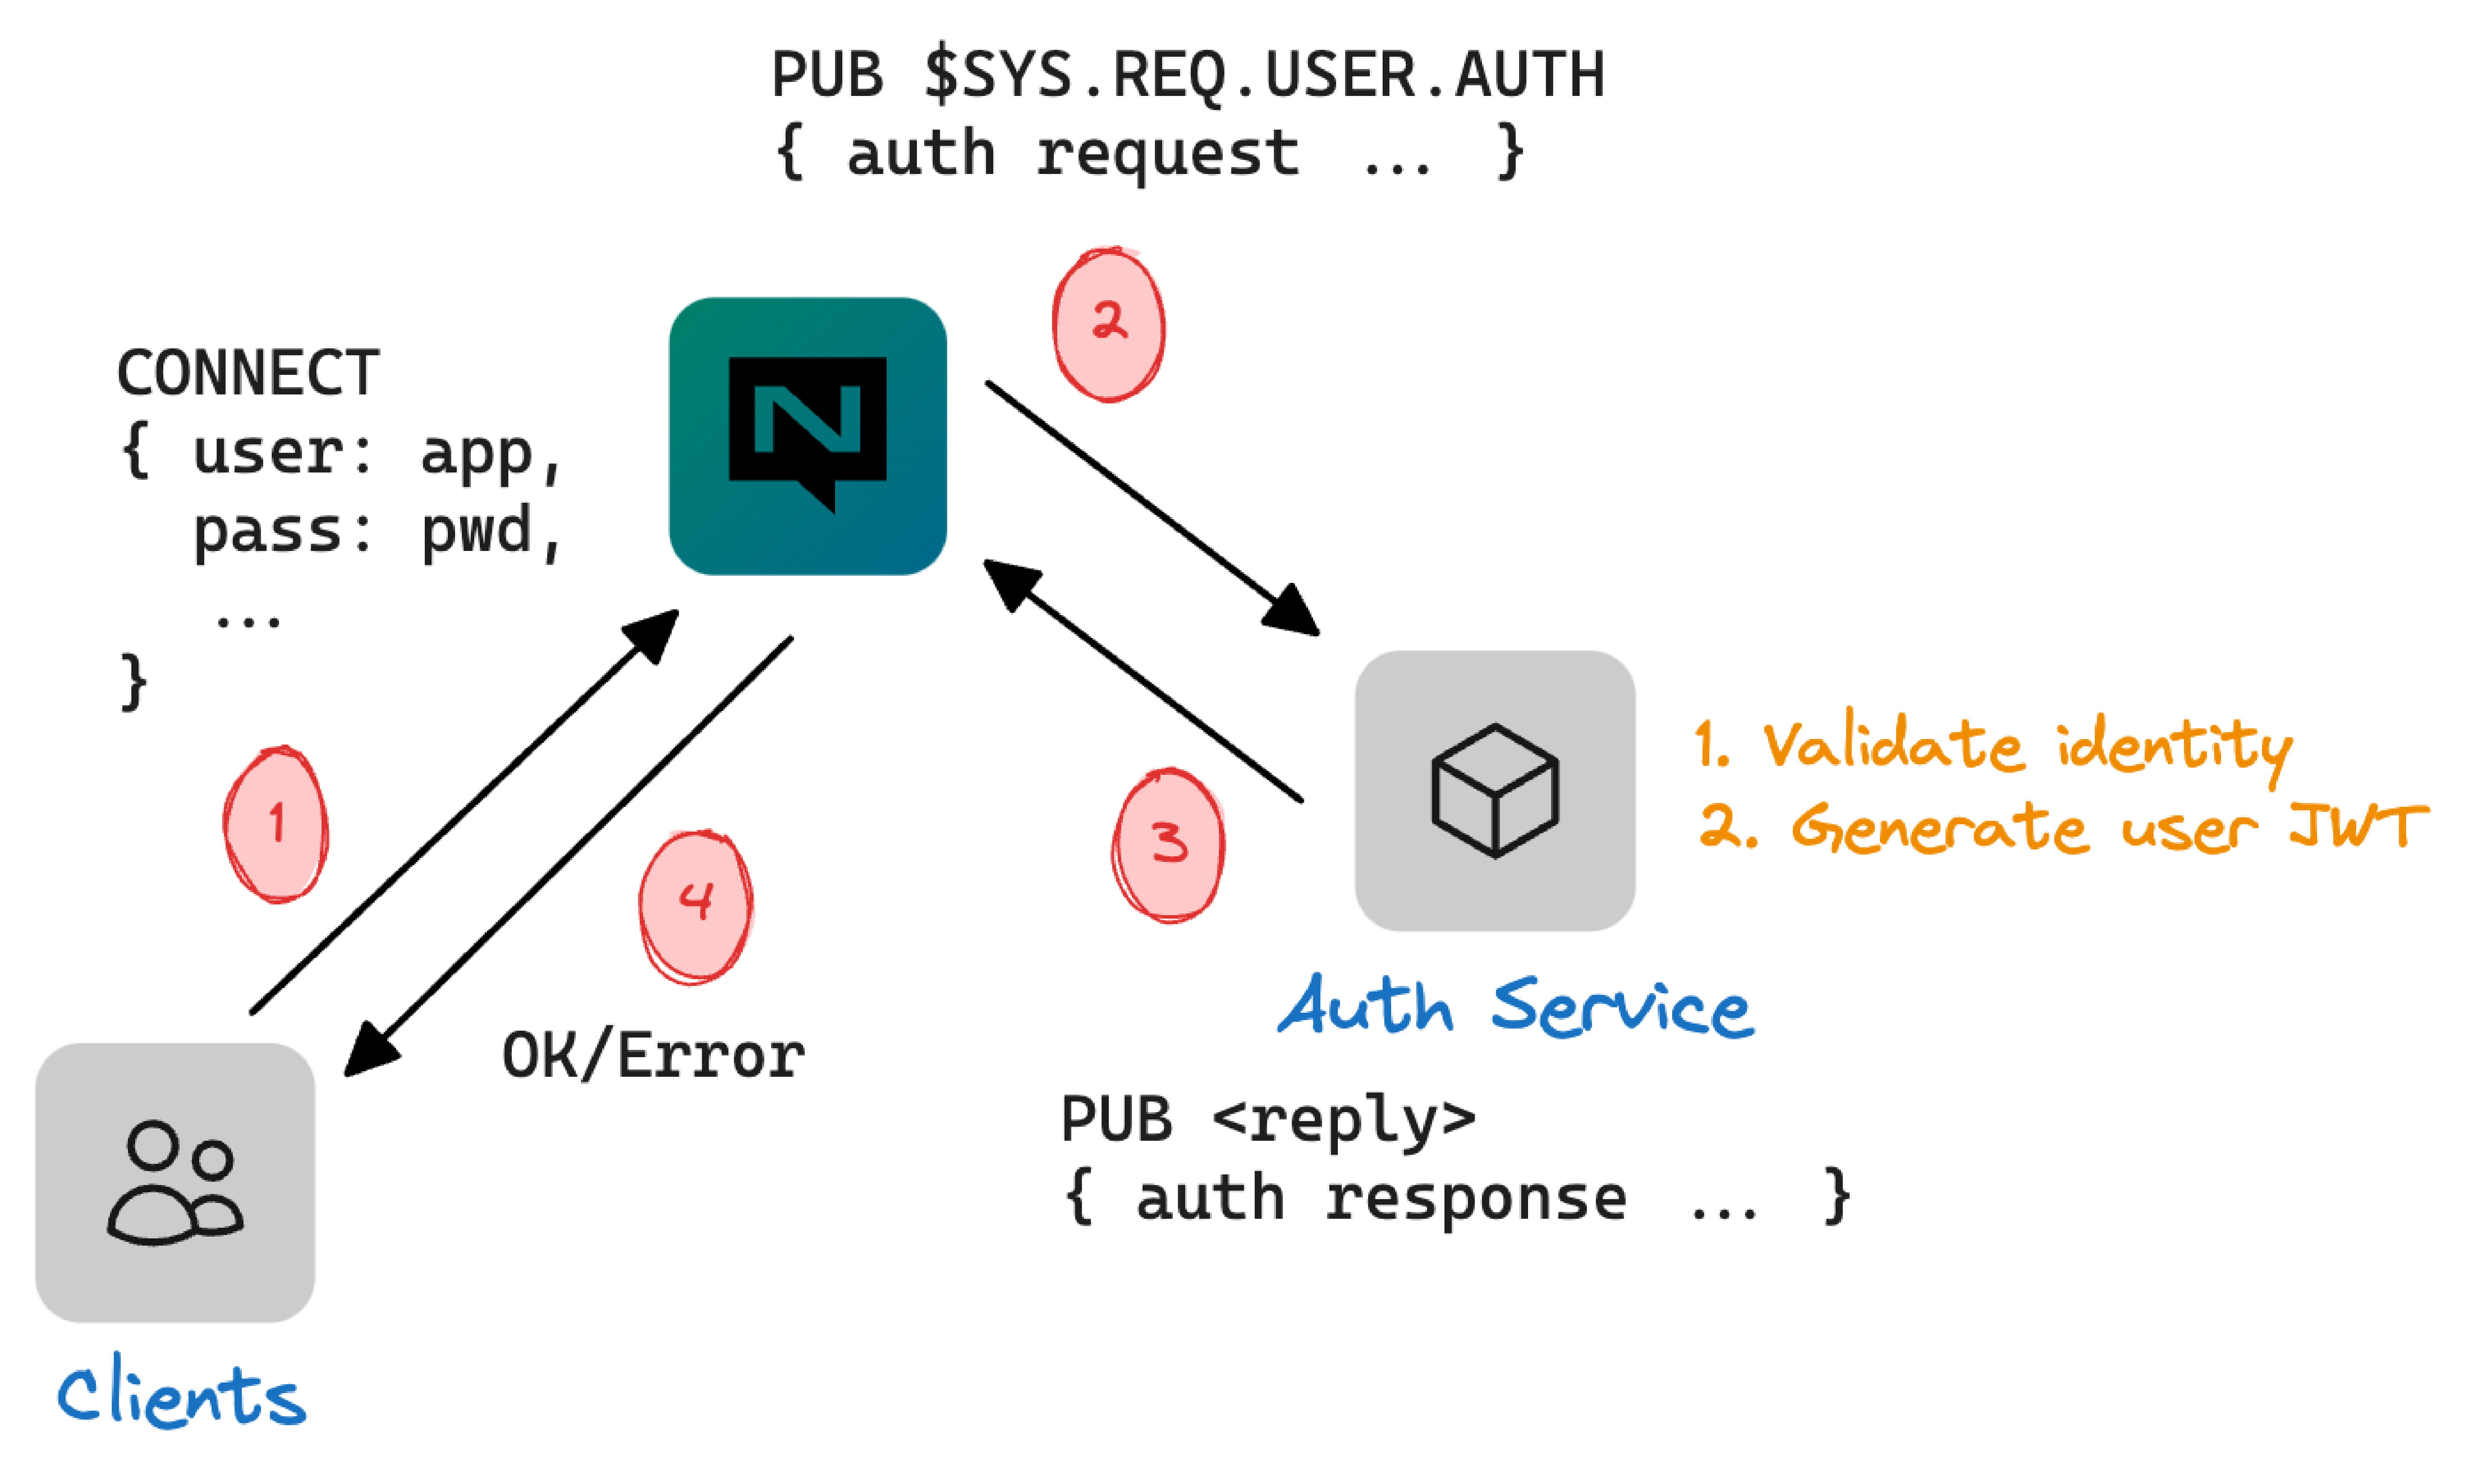 PUB $SYS.REQ.USER.AUTH
{ auth request ... }
2
N
CONNECT
{ user: app,
pass: pwd,
...
}
1
4
OK/Error
3
1. Validate identity
2. Generate user JWT
Auth Service
PUB <reply>
{ auth response ... }
Clients